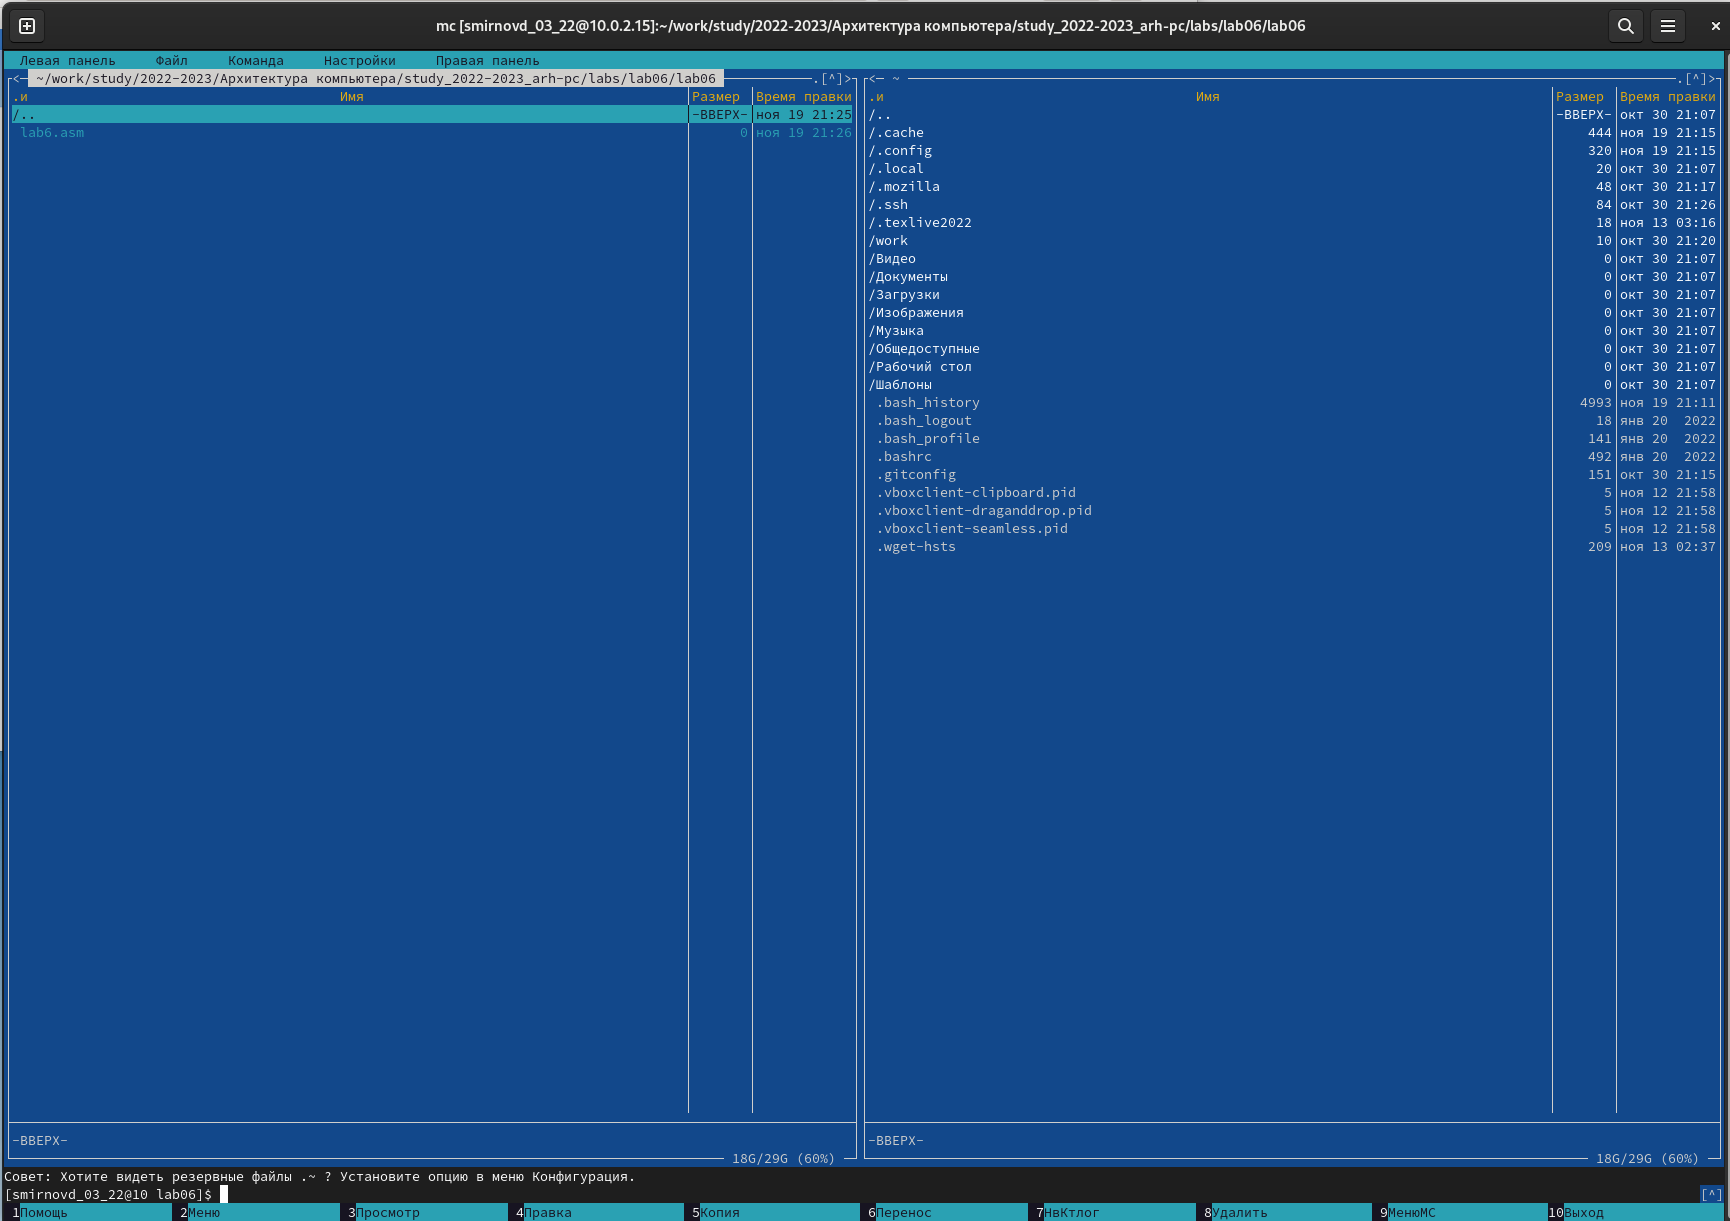 mc [smirnovd_03_22@10.0.2.15]:~/work/study/2022-2023/Архитектура компьютера/study_2022-2023_arh-pc/labs/lab06/lab06
Левая панель Файл Команда Настройки Правая панель
<─ ~/work/study/2022-2023/Архитектура компьютера/study_2022-2023_arh-pc/labs/lab06/lab06 .[^]>
.и Имя Размер Время правки
/.. -ВВЕРХ- ноя 19 21:25
lab6.asm 0 ноя 19 21:26
-ВВЕРХ-
18G/29G (60%)
<─ ~ .[^]>
.и Имя Размер Время правки
/.. -ВВЕРХ- окт 30 21:07
/.cache 444 ноя 19 21:15
/.config 320 ноя 19 21:15
/.local 20 окт 30 21:07
/.mozilla 48 окт 30 21:17
/.ssh 84 окт 30 21:26
/.texlive2022 18 ноя 13 03:16
/work 10 окт 30 21:20
/Видео 0 окт 30 21:07
/Документы 0 окт 30 21:07
/Загрузки 0 окт 30 21:07
/Изображения 0 окт 30 21:07
/Музыка 0 окт 30 21:07
/Общедоступные 0 окт 30 21:07
/Рабочий стол 0 окт 30 21:07
/Шаблоны 0 окт 30 21:07
.bash_history 4993 ноя 19 21:11
.bash_logout 18 янв 20 2022
.bash_profile 141 янв 20 2022
.bashrc 492 янв 20 2022
.gitconfig 151 окт 30 21:15
.vboxclient-clipboard.pid 5 ноя 12 21:58
.vboxclient-draganddrop.pid 5 ноя 12 21:58
.vboxclient-seamless.pid 5 ноя 12 21:58
.wget-hsts 209 ноя 13 02:37
-ВВЕРХ-
18G/29G (60%)
Совет: Хотите видеть резервные файлы .~ ? Установите опцию в меню Конфигурация.
[smirnovd_03_22@10 lab06]$ [^]
1Помощь 2Меню 3Просмотр 4Правка 5Копия 6Перенос 7НвКтлог 8Удалить 9МенюМС 10Выход